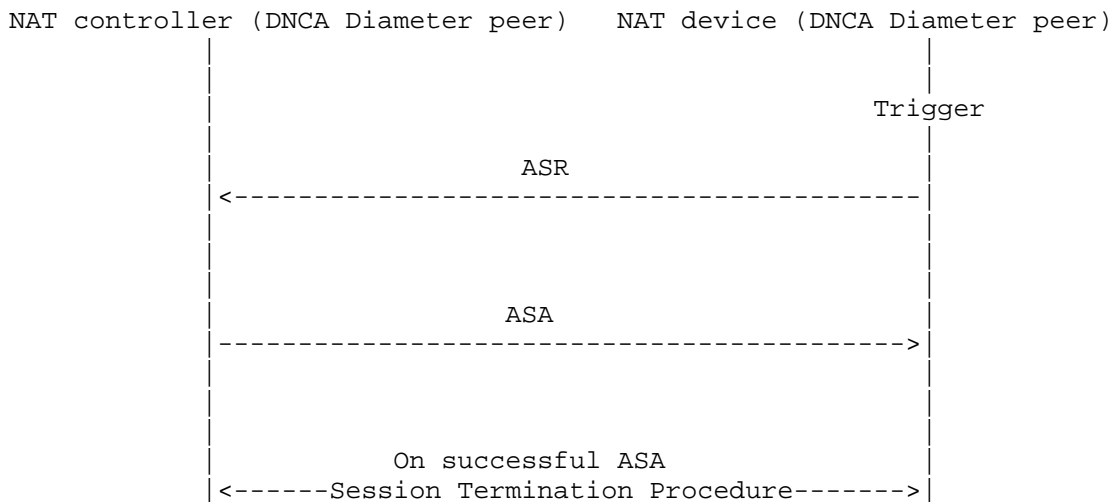 NAT controller (DNCA Diameter peer) NAT device (DNCA Diameter peer)
Trigger
ASR
ASA
On successful ASA
Session Termination Procedure